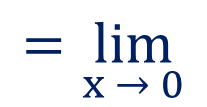 = lim
x → 0